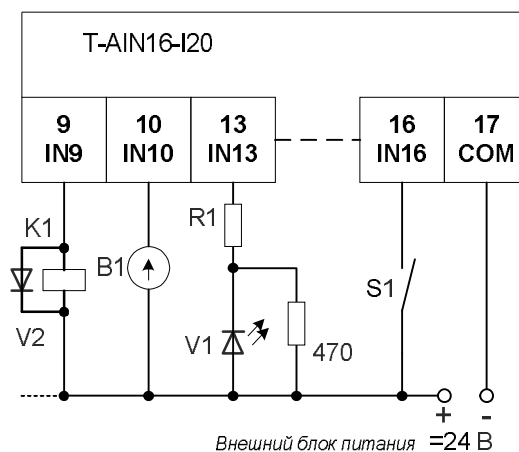 T-AIN16-I20
9 10 13 16 17
IN9 IN10 IN13 IN16 COM
R1
K1
B1
S1
V2
V1
470
+ -
Внешний блок питания =24 В